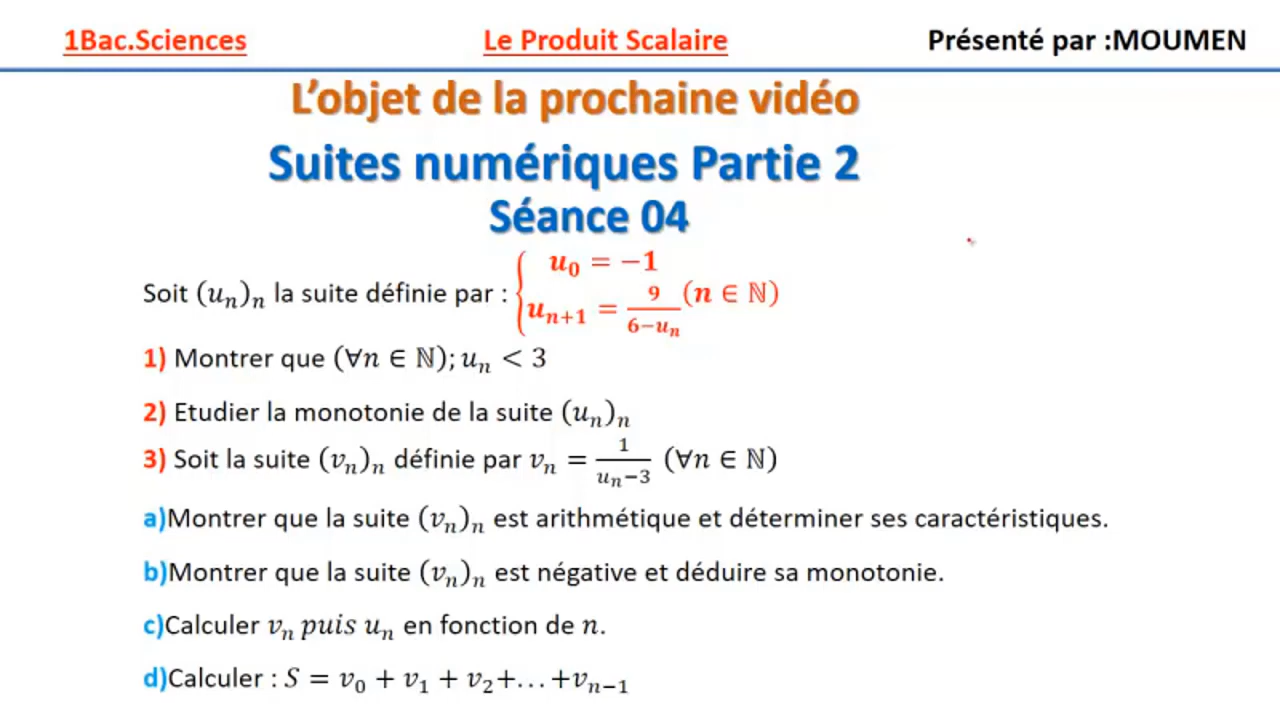 1Bac.Sciences Le Produit Scalaire Présenté par :MOUMEN
L’objet de la prochaine vidéo
Suites numériques Partie 2
Séance 04
Soit (uₙ)ₙ la suite définie par : { u₀ = −1 ; uₙ₊₁ = 9/(6−uₙ) (n ∈ ℕ)
1) Montrer que (∀n ∈ ℕ); uₙ < 3
2) Etudier la monotonie de la suite (uₙ)ₙ
3) Soit la suite (vₙ)ₙ définie par vₙ = 1/(uₙ−3) (∀n ∈ ℕ)
a)Montrer que la suite (vₙ)ₙ est arithmétique et déterminer ses caractéristiques.
b)Montrer que la suite (vₙ)ₙ est négative et déduire sa monotonie.
c)Calculer vₙ puis uₙ en fonction de n.
d)Calculer : S = v₀ + v₁ + v₂+...+vₙ₋₁